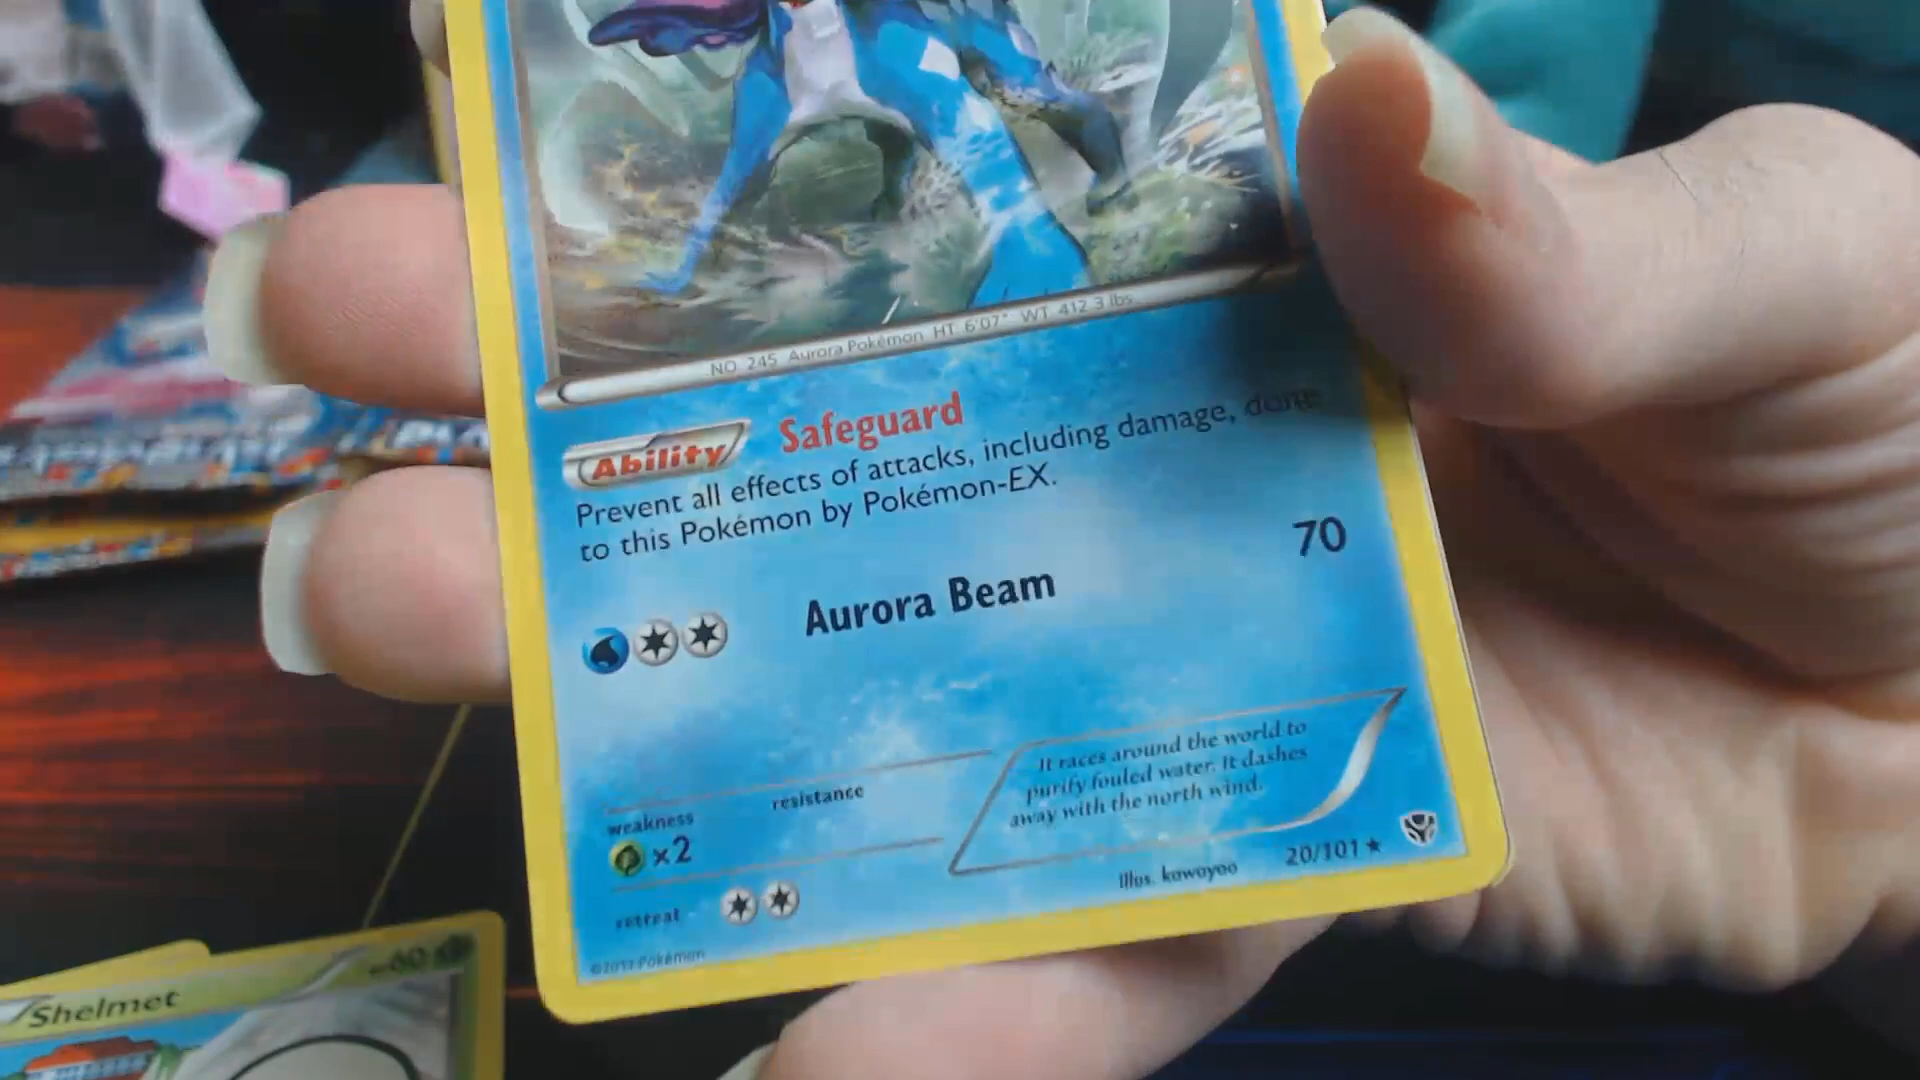 NO. 245 Aurora Pokémon HT. 6'07" WT. 412.3 lbs.
Ability Safeguard
Prevent all effects of attacks, including damage, done
to this Pokémon by Pokémon-EX.
Aurora Beam 70
It races around the world to
purify fouled water. It dashes
away with the north wind.
weakness resistance
×2
retreat
Illus. kawayoo 20/101
Pokémon
60
Shelmet